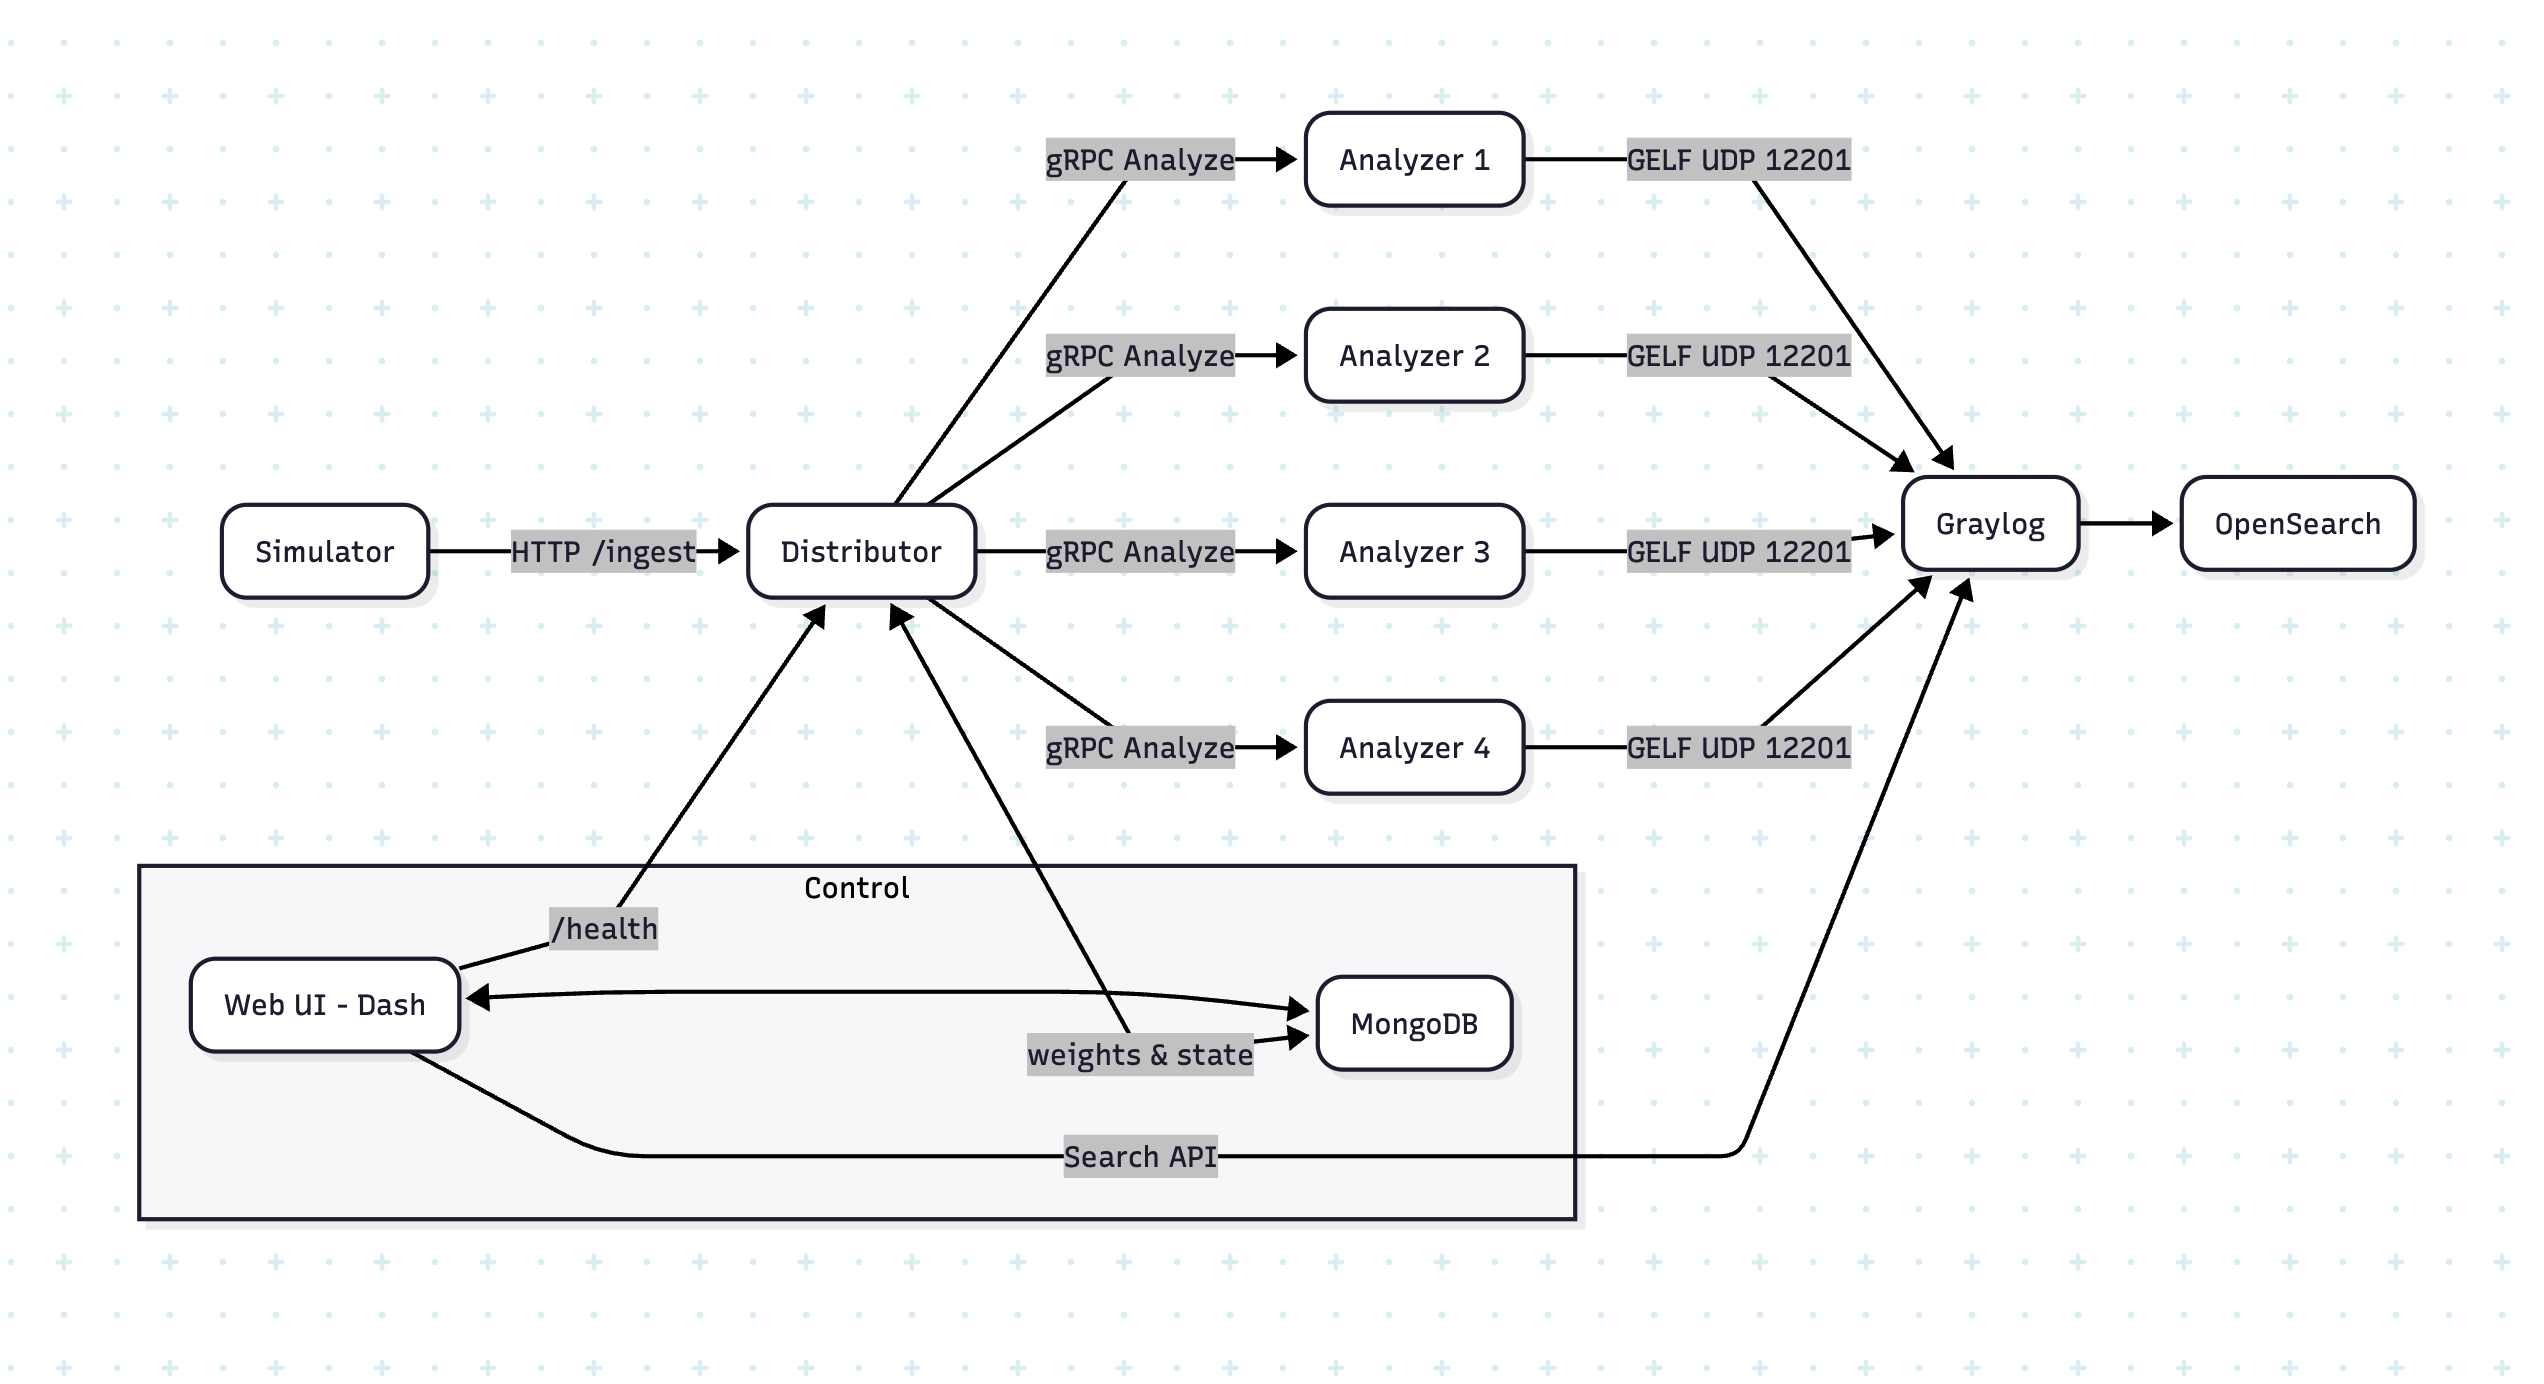 gRPC Analyze
Analyzer 1
GELF UDP 12201
gRPC Analyze
Analyzer 2
GELF UDP 12201
Simulator
HTTP /ingest
Distributor
gRPC Analyze
Analyzer 3
GELF UDP 12201
Graylog
OpenSearch
gRPC Analyze
Analyzer 4
GELF UDP 12201
Control
/health
Web UI - Dash
MongoDB
weights & state
Search API